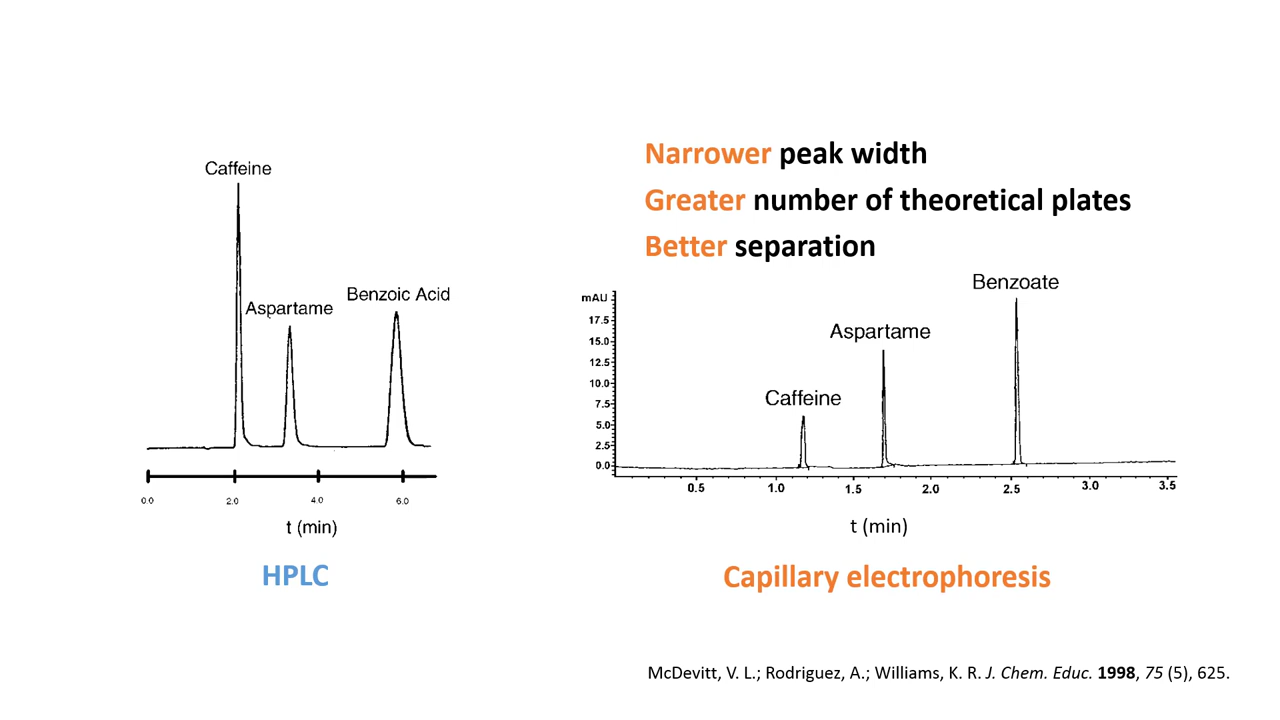 Caffeine
Aspartame
Benzoic Acid
0.0 2.0 4.0 6.0
t (min)
HPLC
Narrower peak width
Greater number of theoretical plates
Better separation
mAU
17.5
15.0
12.5
10.0
7.5
5.0
2.5
0.0
Caffeine
Aspartame
Benzoate
0.5 1.0 1.5 2.0 2.5 3.0 3.5
t (min)
Capillary electrophoresis
McDevitt, V. L.; Rodriguez, A.; Williams, K. R. J. Chem. Educ. 1998, 75 (5), 625.